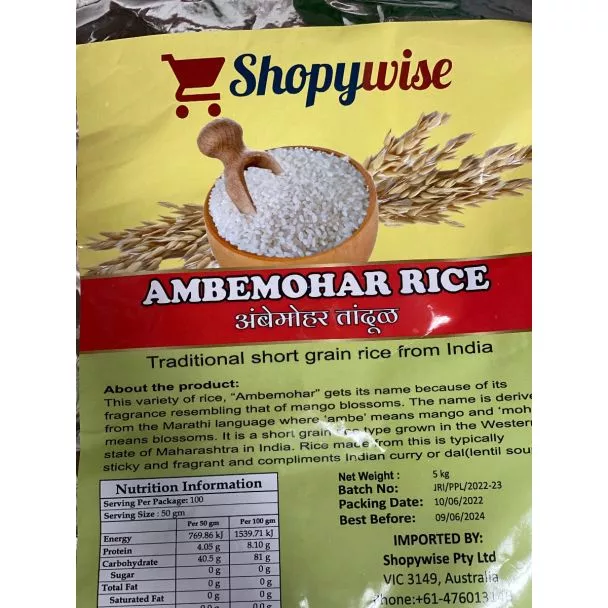 Shopywise
AMBEMOHAR RICE
अंबेमोहर तांदूळ
Traditional short grain rice from India
About the product:
This variety of rice, "Ambemohar" gets its name because of its
fragrance resembling that of mango blossoms. The name is
from the Marathi language where 'ambe' means mango and
means blossoms. It is a short grain rice type grown in the Western
state of Maharashtra in India. Rice made from this is typically
sticky and fragrant and compliments Indian curry or dal(lentil
Nutrition Information
Serving Per Package: 100
Serving Size : 50 gm
Per 50 gm Per 100 gm
Energy 769.86 kJ 1539.71 kJ
Protein 4.05 g 8.10 g
Carbohydrate 40.5 g 81 g
Sugar 0 g 0 g
Total Fat 0 g 0 g
Saturated Fat 0 g 0 g
Net Weight : 5 kg
Batch No: JRI/PPL/2022-23
Packing Date: 10/06/2022
Best Before: 09/06/2024
IMPORTED BY:
Shopywise Pty Ltd
VIC 3149, Australia
Phone:+61-476013